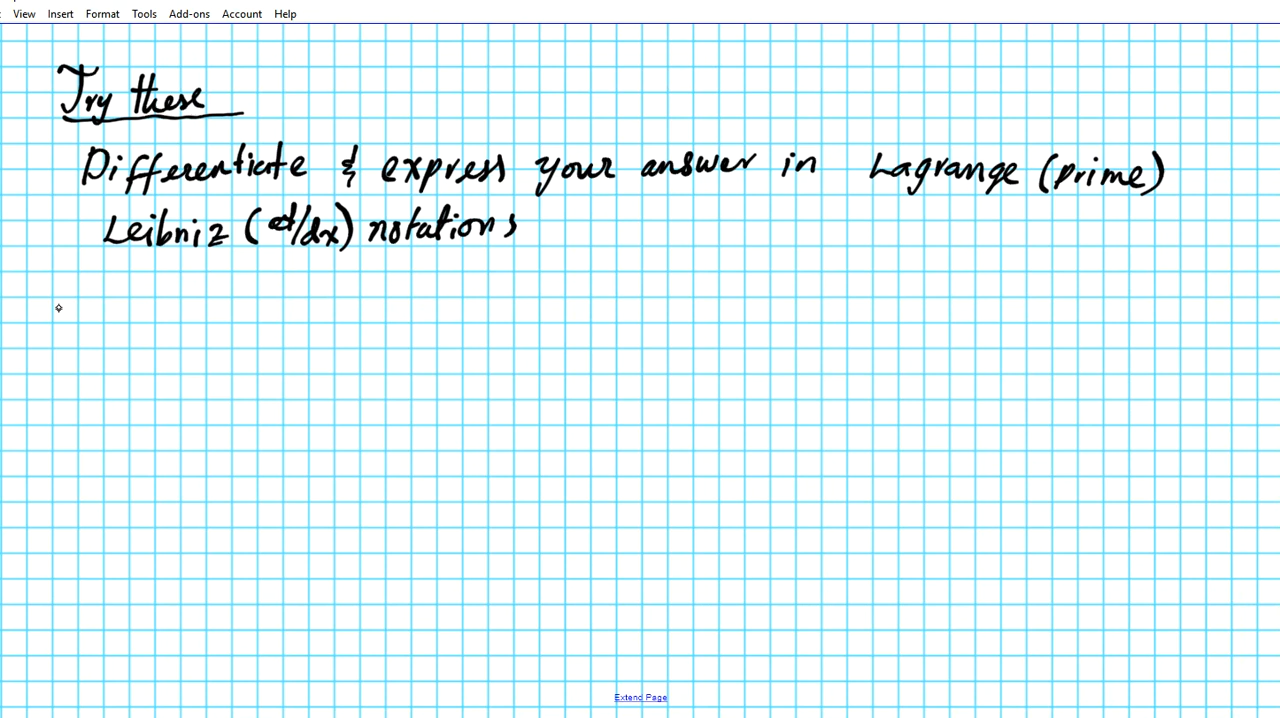 View Insert Format Tools Add-ons Account Help
Try these
Differentiate & express your answer in Lagrange (prime)
Leibniz (d/dx) notations
Extend Page